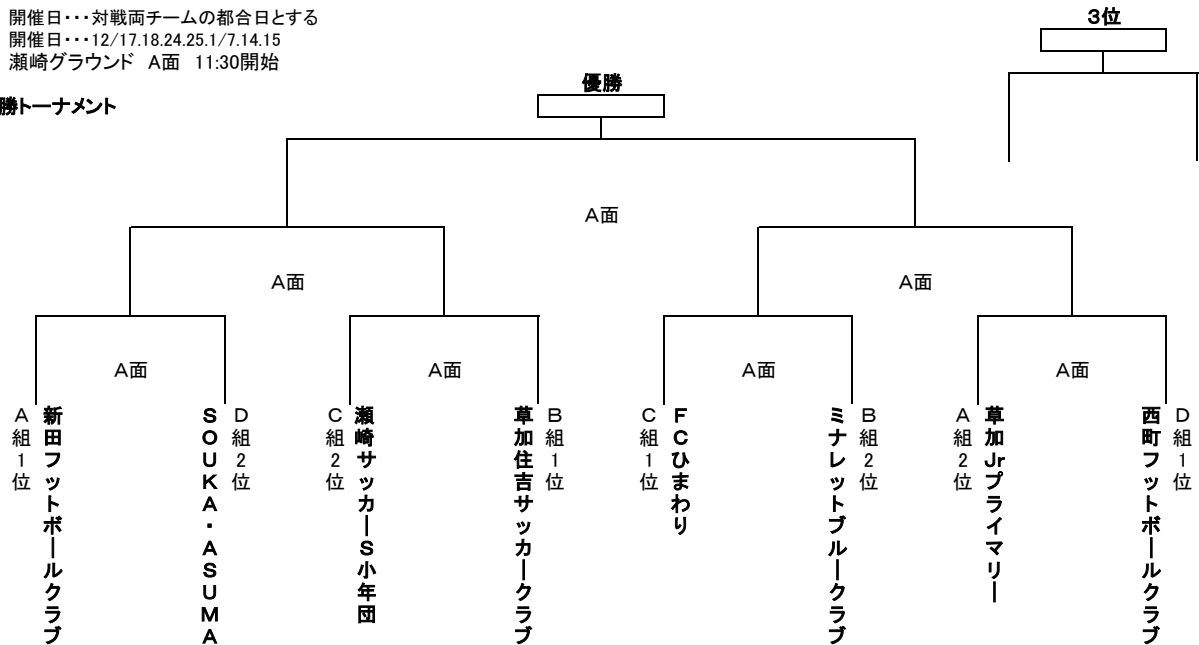 開催日・・・対戦両チームの都合日とする
開催日・・・12/17.18.24.25.1/7.14.15
瀬崎グラウンド　A面　11:30開始
3位
優勝
勝トーナメント
A面
A面
A面
A面
A面
A面
A面
A組1位
新田フットボールクラブ
SOUKA・ASUMA
D組2位
C組2位
瀬崎サッカーS小年団
草加住吉サッカークラブ
B組1位
C組1位
FCひまわり
ミナレットブルークラブ
B組2位
A組2位
草加Jrプライマリー
西町フットボールクラブ
D組1位